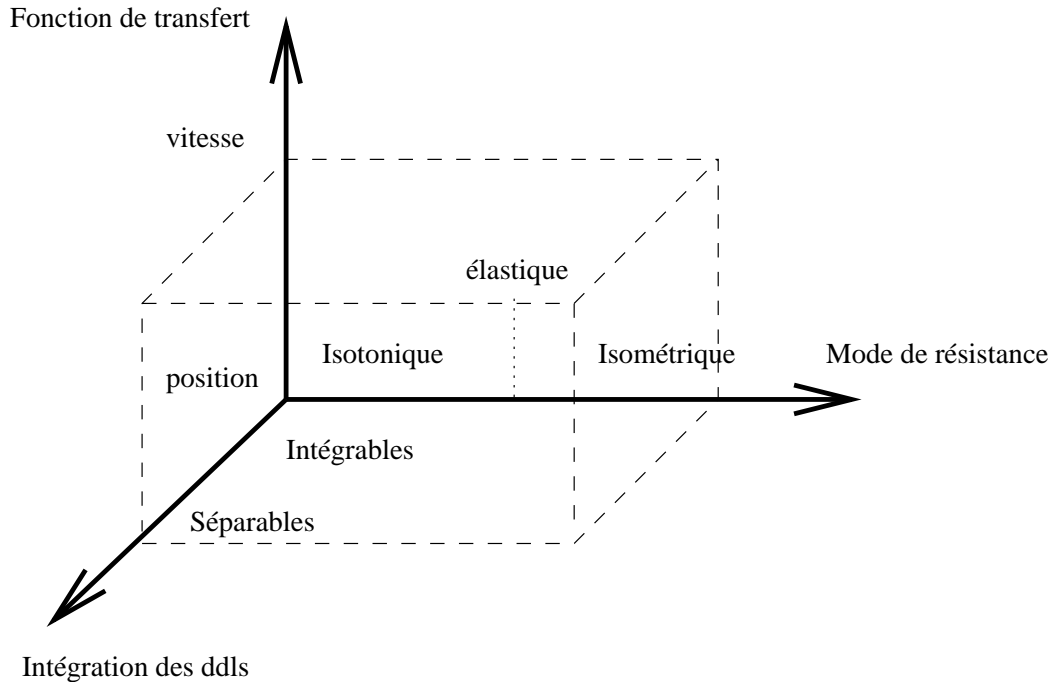 Fonction de transfert
vitesse
élastique
Isotonique
Isométrique
Mode de résistance
position
Intégrables
Séparables
Intégration des ddls